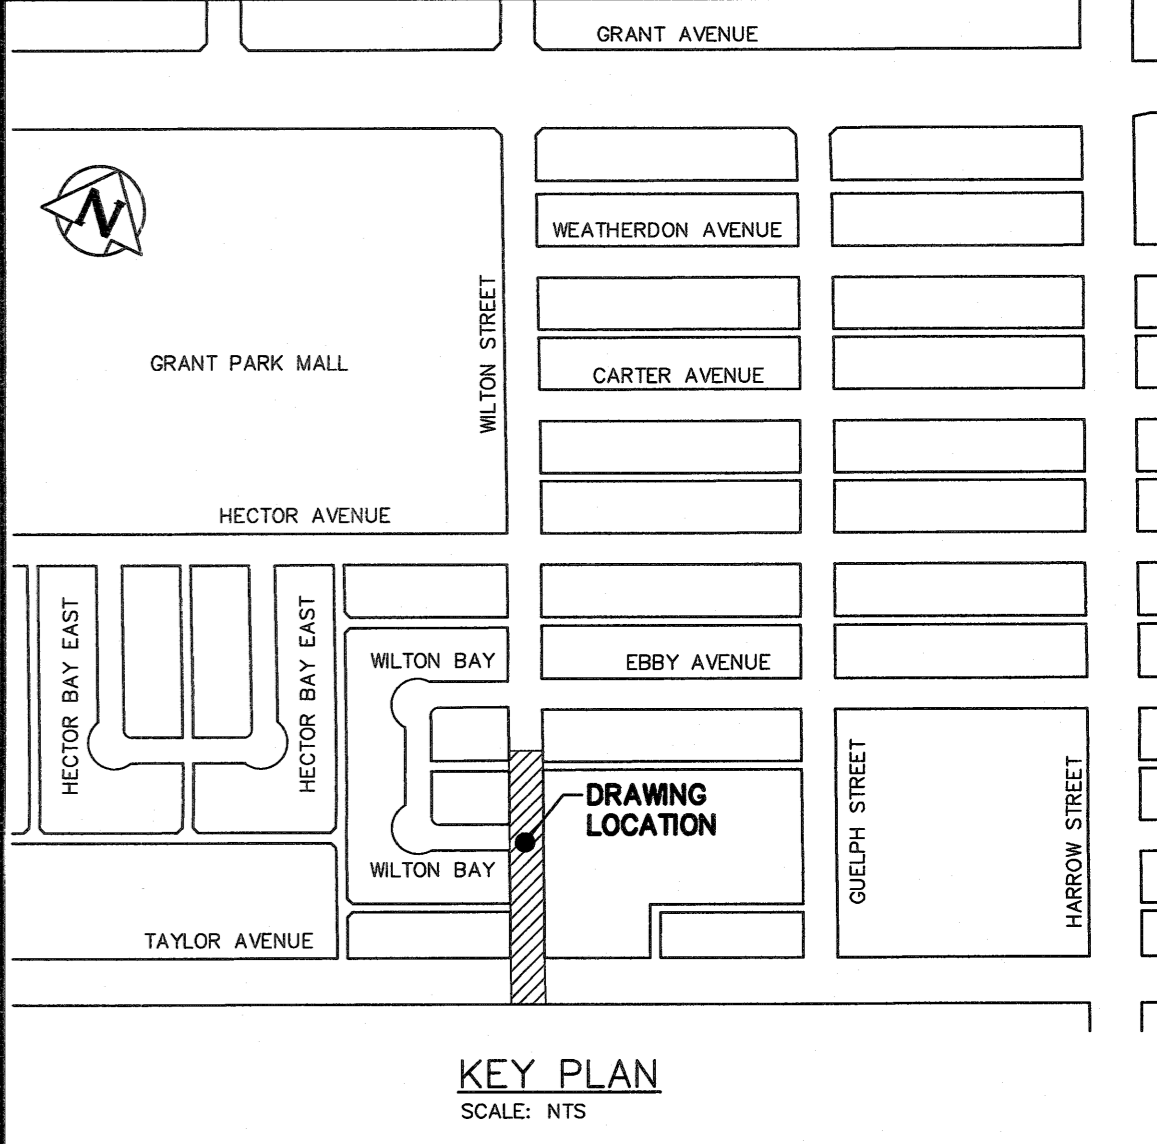 GRANT AVENUE
N
WEATHERDON AVENUE
WILTON STREET
GRANT PARK MALL
CARTER AVENUE
HECTOR AVENUE
HECTOR BAY EAST
HECTOR BAY EAST
WILTON BAY
EBBY AVENUE
DRAWING
LOCATION
GUELPH STREET
HARROW STREET
WILTON BAY
TAYLOR AVENUE
KEY PLAN
SCALE: NTS